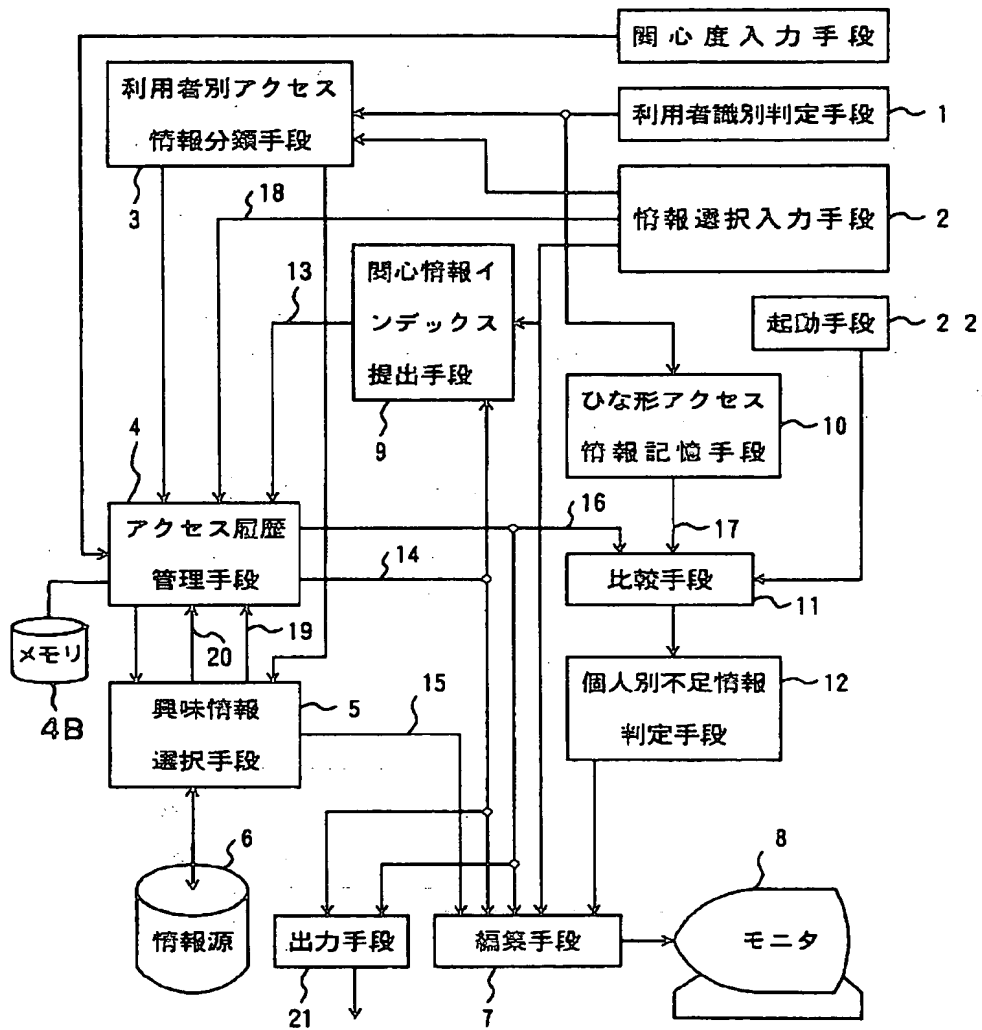 関心度入力手段
利用者別アクセス
情報分類手段
3
利用者識別判定手段
1
情報選択入力手段
2
18
13
関心情報イ
ンデックス
提出手段
9
起動手段
22
ひな形アクセス
情報記憶手段
10
4
アクセス履歴
管理手段
16
14
17
比較手段
11
メモリ
4B
20
19
興味情報
選択手段
5
15
個人別不足情報
判定手段
12
6
情報源
出力手段
21
編集手段
7
8
モニタ